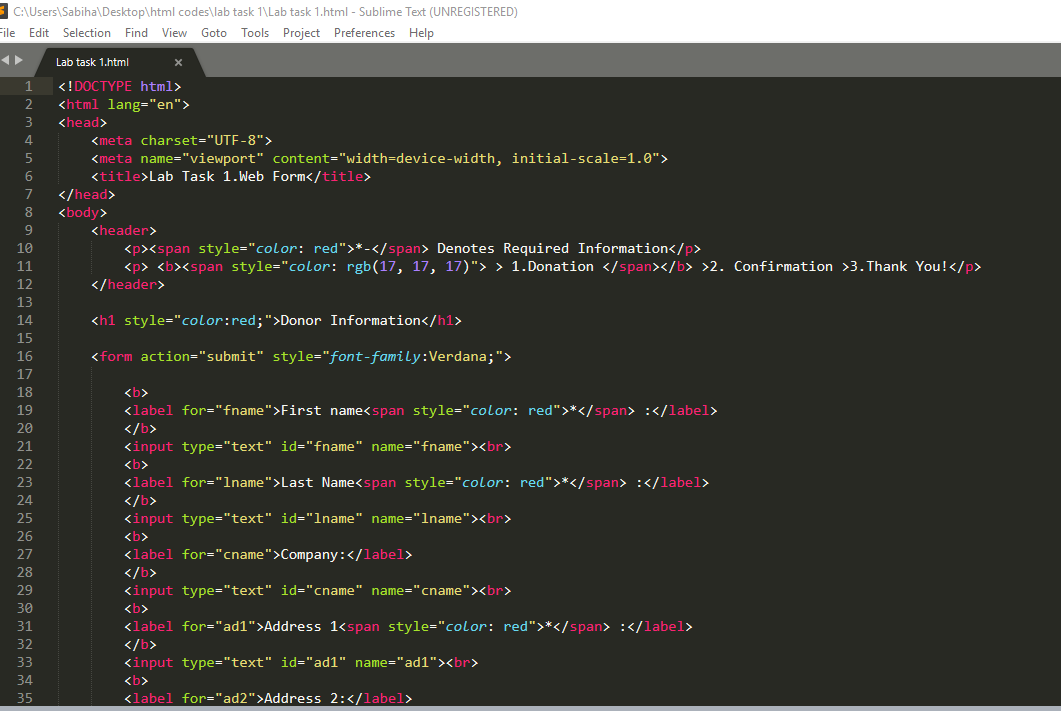 C:\Users\Sabiha\Desktop\html codes\lab task 1\Lab task 1.html - Sublime Text (UNREGISTERED)
File Edit Selection Find View Goto Tools Project Preferences Help
Lab task 1.html ×
1 <!DOCTYPE html>
2 <html lang="en">
3 <head>
4 <meta charset="UTF-8">
5 <meta name="viewport" content="width=device-width, initial-scale=1.0">
6 <title>Lab Task 1.Web Form</title>
7 </head>
8 <body>
9 <header>
10 <p><span style="color: red">*-</span> Denotes Required Information</p>
11 <p> <b><span style="color: rgb(17, 17, 17)"> > 1.Donation </span></b> >2. Confirmation >3.Thank You!</p>
12 </header>
13
14 <h1 style="color:red;">Donor Information</h1>
15
16 <form action="submit" style="font-family:Verdana;">
17
18 <b>
19 <label for="fname">First name<span style="color: red">*</span> :</label>
20 </b>
21 <input type="text" id="fname" name="fname"><br>
22 <b>
23 <label for="lname">Last Name<span style="color: red">*</span> :</label>
24 </b>
25 <input type="text" id="lname" name="lname"><br>
26 <b>
27 <label for="cname">Company:</label>
28 </b>
29 <input type="text" id="cname" name="cname"><br>
30 <b>
31 <label for="ad1">Address 1<span style="color: red">*</span> :</label>
32 </b>
33 <input type="text" id="ad1" name="ad1"><br>
34 <b>
35 <label for="ad2">Address 2:</label>